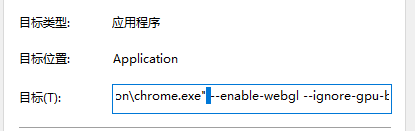 目标类型: 应用程序
目标位置: Application
目标(T): on\chrome.exe" --enable-webgl --ignore-gpu-b